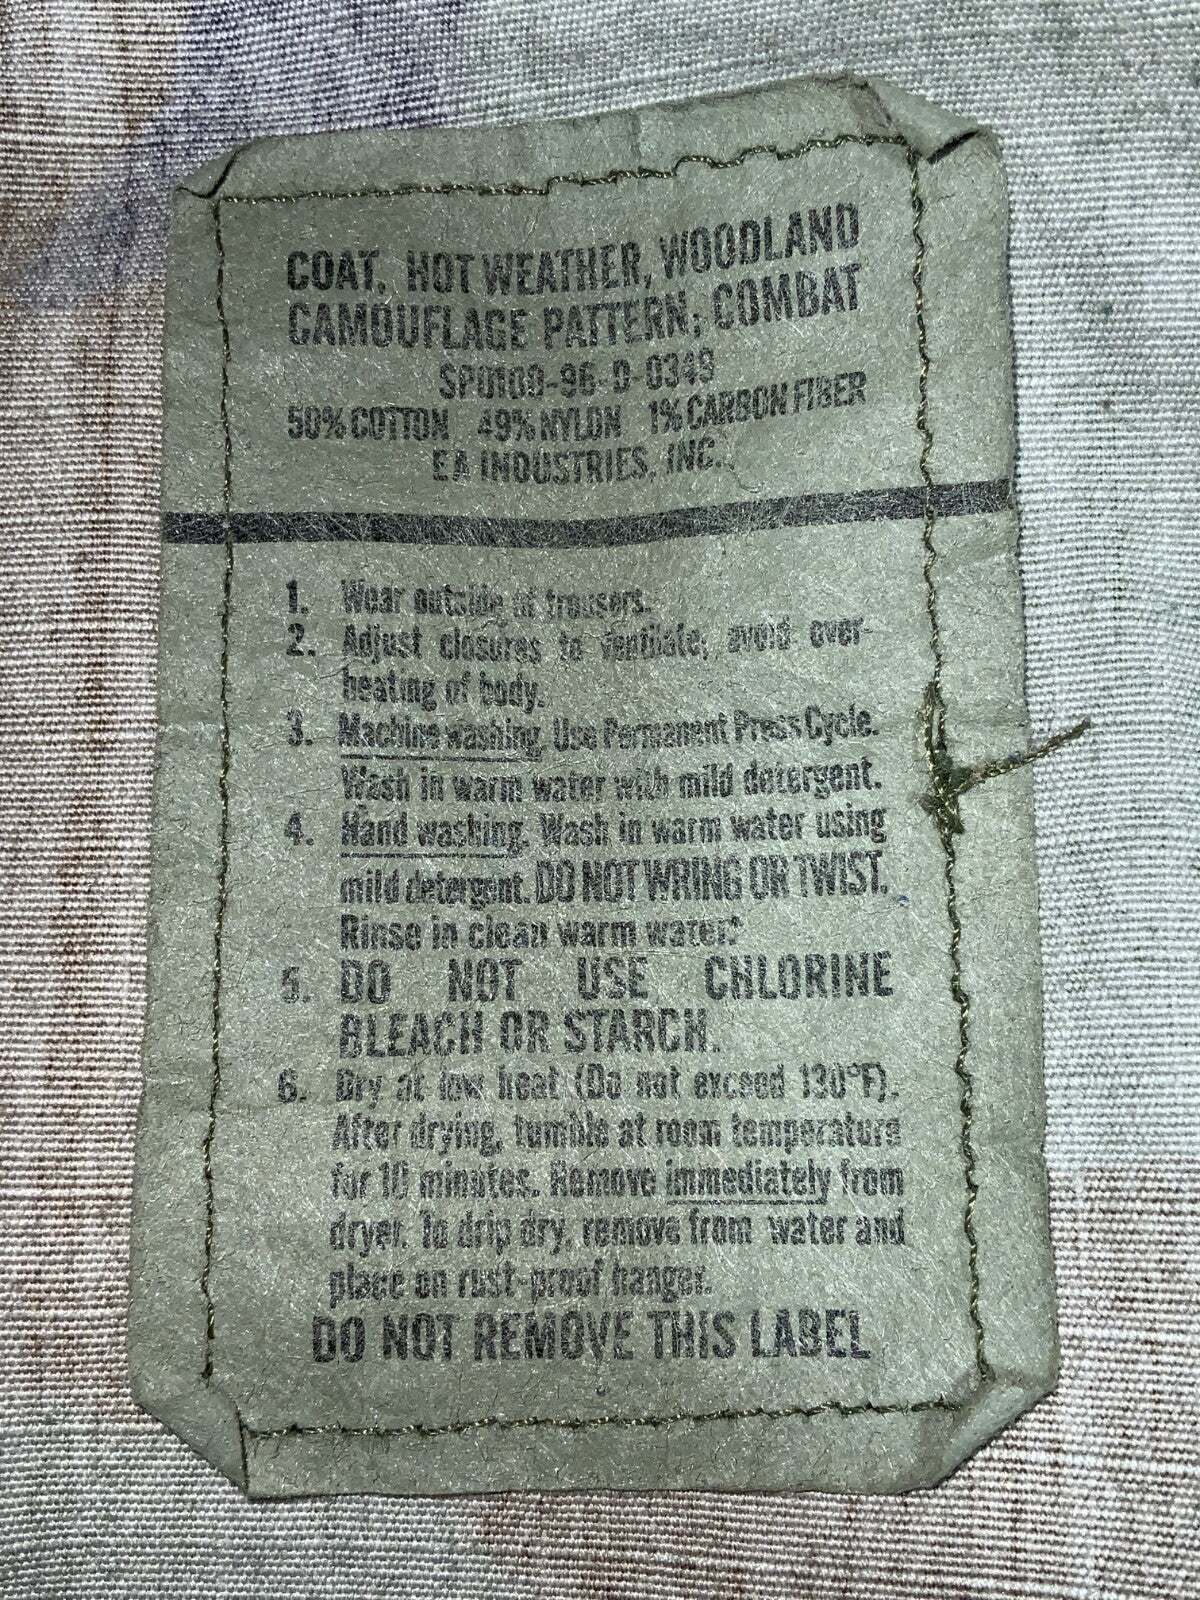 COAT, HOT WEATHER, WOODLAND
CAMOUFLAGE PATTERN; COMBAT
SP0100-96-D-0349
50% COTTON 49% NYLON 1% CARBON FIBER
EA INDUSTRIES, INC.
1. Wear outside of trousers.
2. Adjust closures to ventilate; avoid over-
heating of body.
3. Machine washing. Use Permanent Press Cycle.
Wash in warm water with mild detergent.
4. Hand washing. Wash in warm water using
mild detergent. DO NOT WRING OR TWIST.
Rinse in clean warm water.
5. DO NOT USE CHLORINE
BLEACH OR STARCH.
6. Dry at low heat (Do not exceed 130°F).
After drying, tumble at room temperature
for 10 minutes. Remove immediately from
dryer. To drip dry, remove from water and
place on rust-proof hanger.
DO NOT REMOVE THIS LABEL